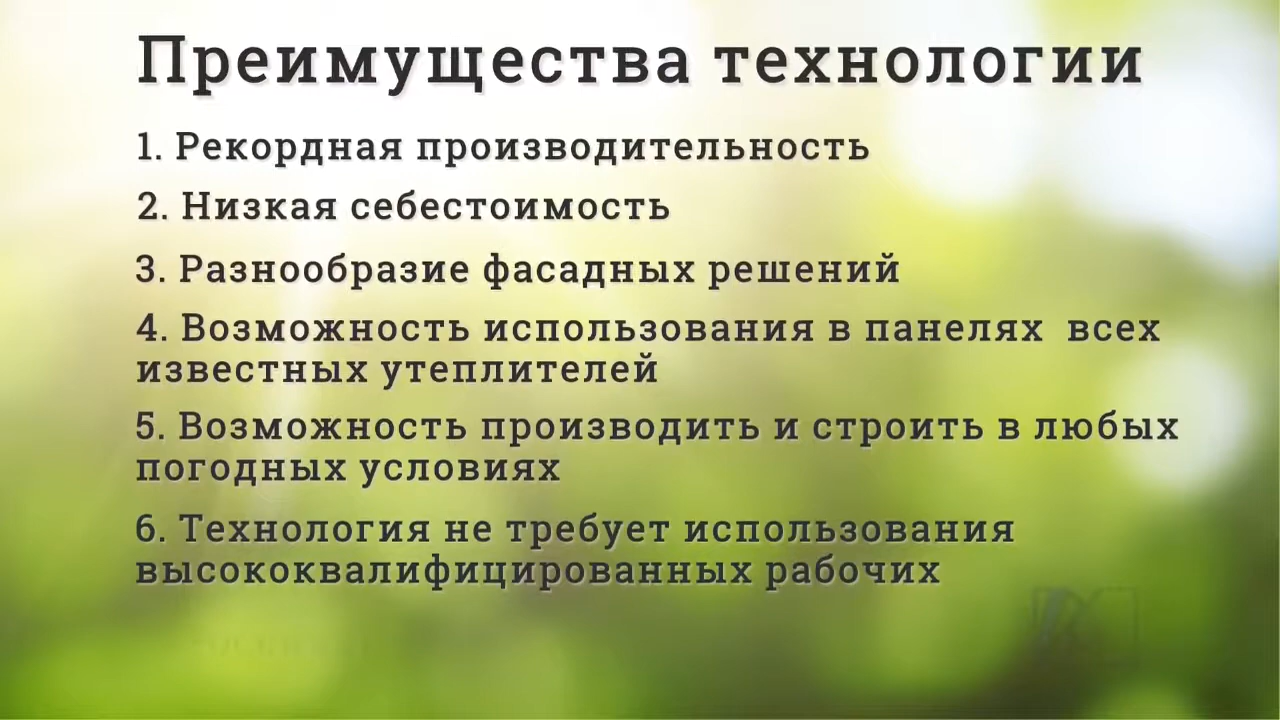 Преимущества технологии
1. Рекордная производительность
2. Низкая себестоимость
3. Разнообразие фасадных решений
4. Возможность использования в панелях  всех
известных утеплителей
5. Возможность производить и строить в любых
погодных условиях
6. Технология не требует использования
высококвалифицированных рабочих